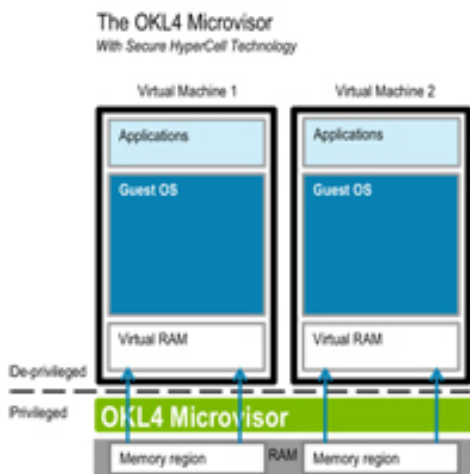 The OKL4 Microvisor
With Secure HyperCell Technology
Virtual Machine 1
Virtual Machine 2
Applications
Applications
Guest OS
Guest OS
Virtual RAM
Virtual RAM
De-privileged
Privileged
OKL4 Microvisor
Memory region
RAM
Memory region